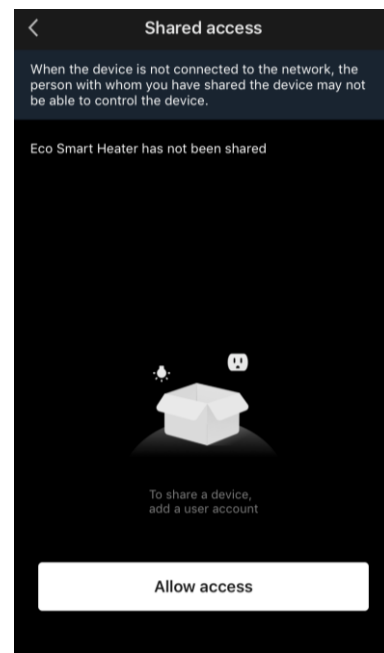 Shared access
When the device is not connected to the network, the
person with whom you have shared the device may not
be able to control the device.
Eco Smart Heater has not been shared
To share a device,
add a user account
Allow access